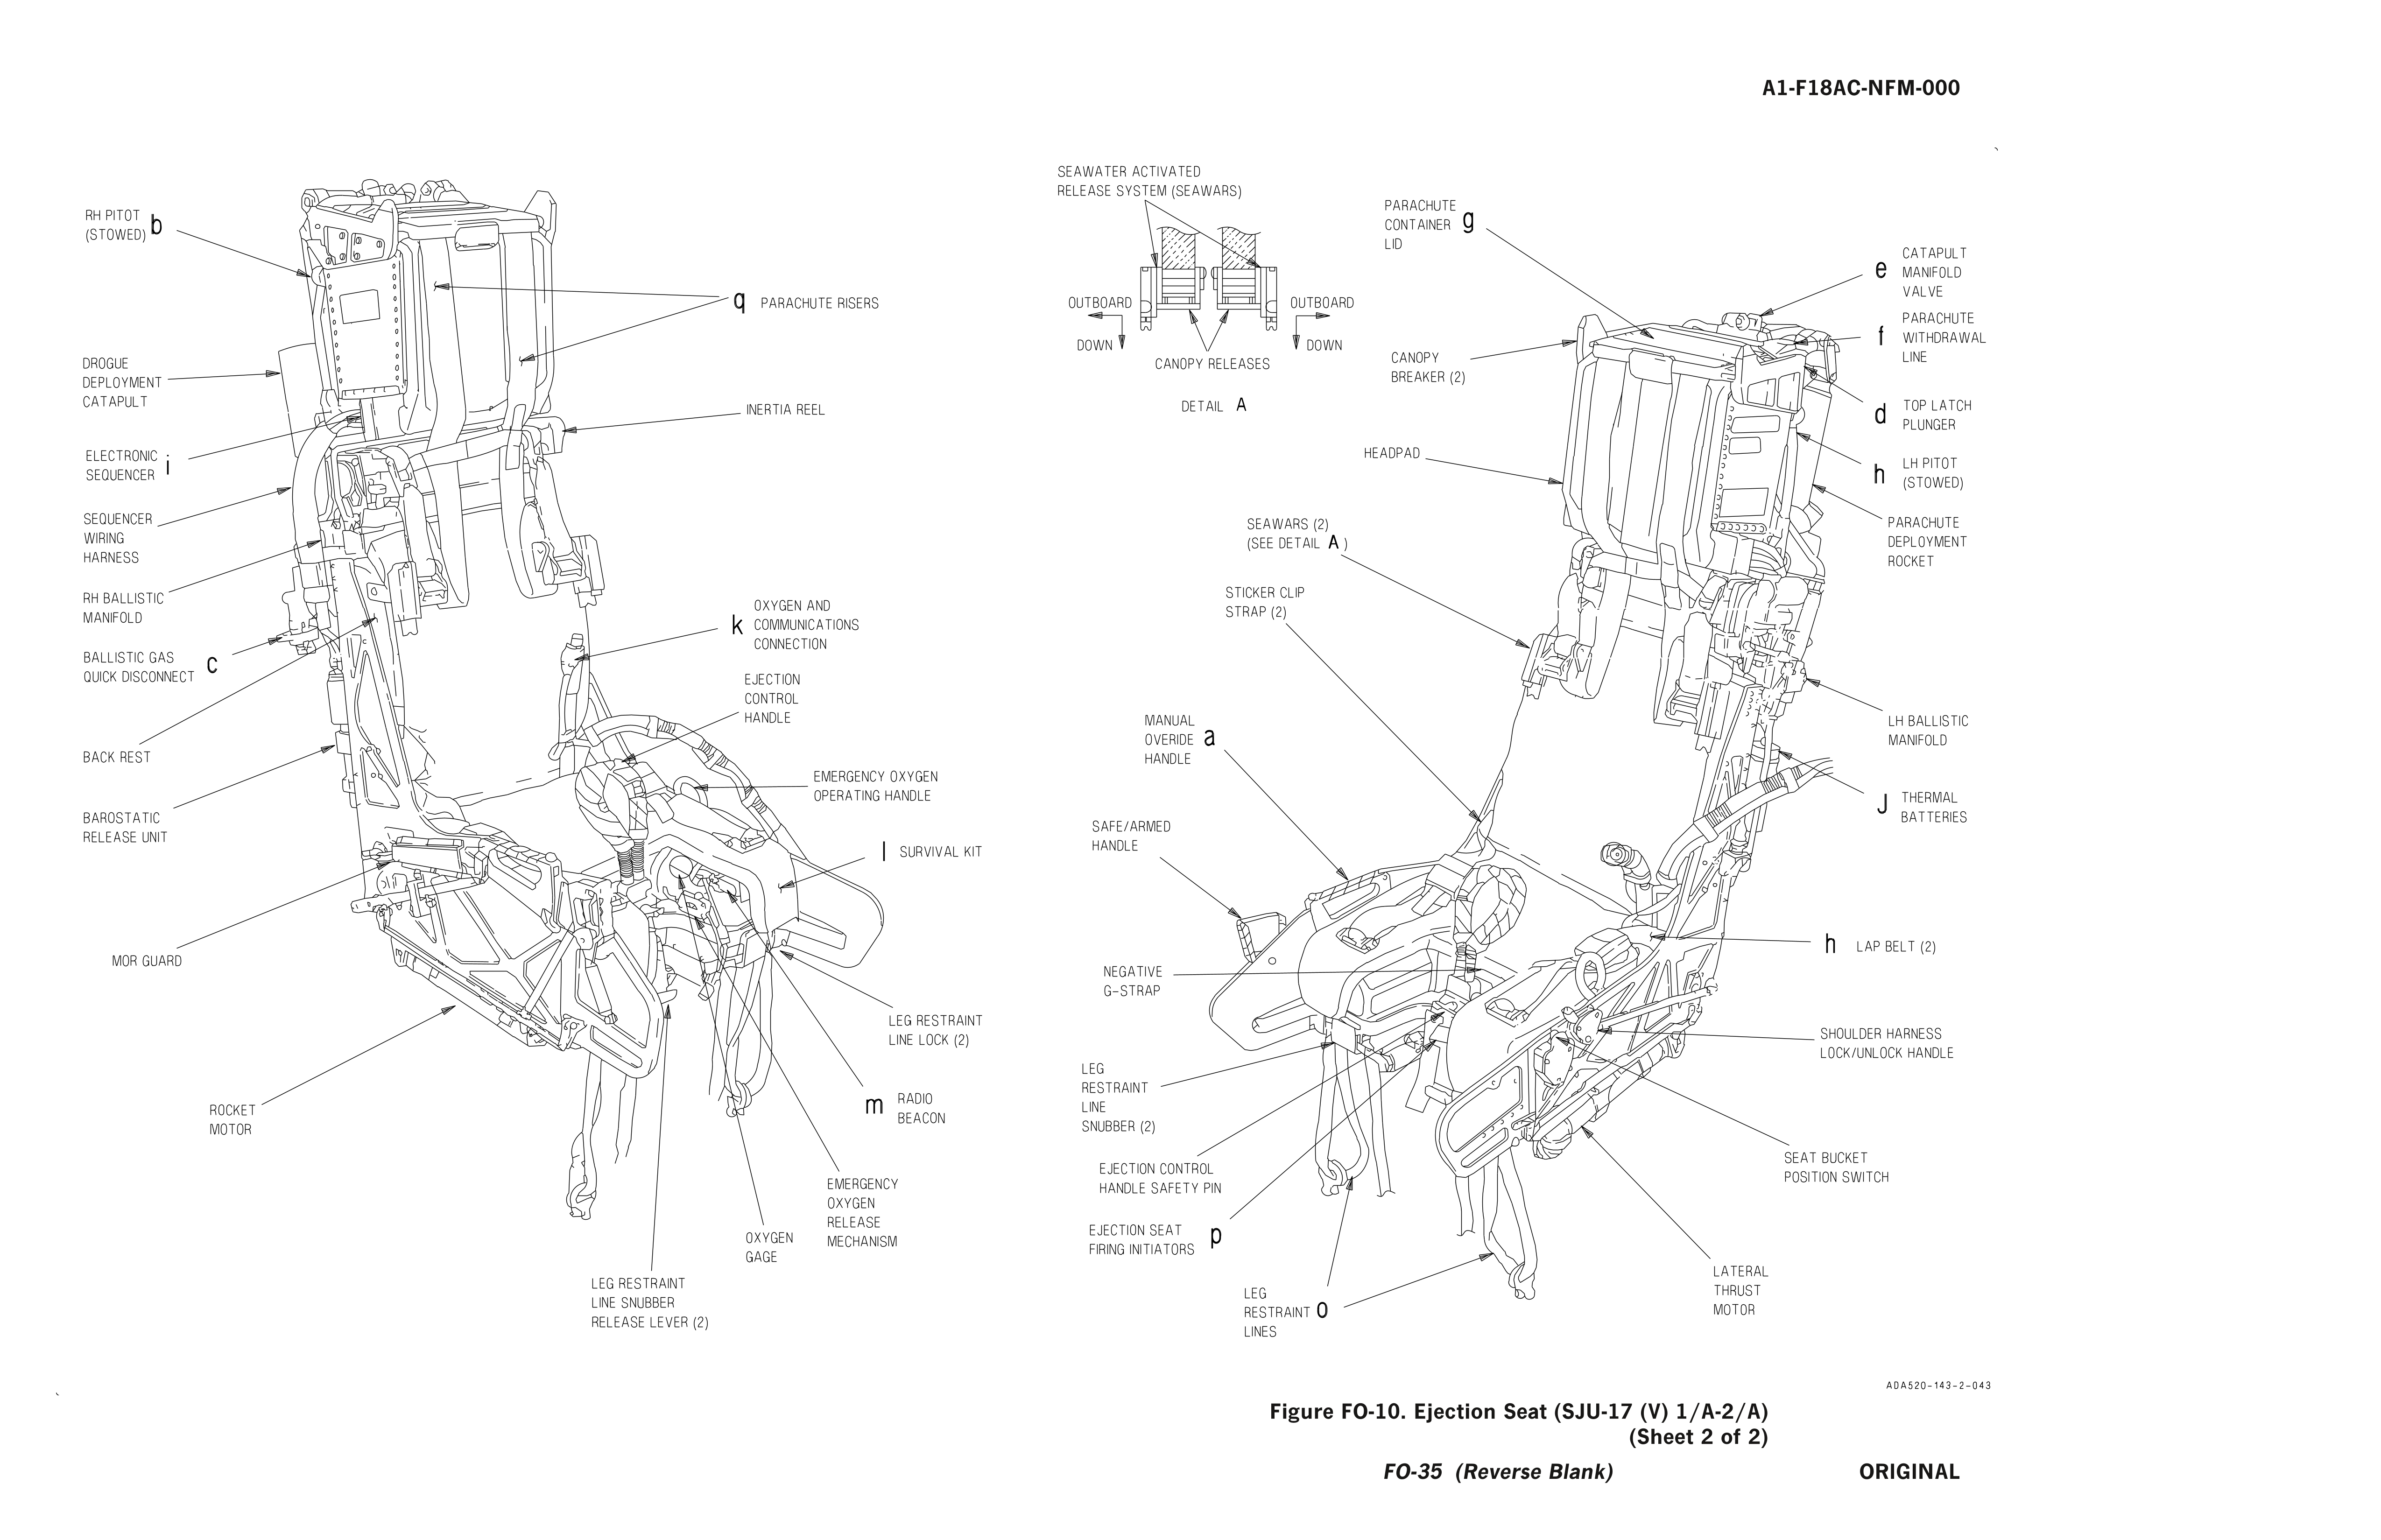 A1-F18AC-NFM-000
RH PITOT
(STOWED) b
q PARACHUTE RISERS
DROGUE
DEPLOYMENT
CATAPULT
INERTIA REEL
ELECTRONIC
SEQUENCER i
SEQUENCER
WIRING
HARNESS
RH BALLISTIC
MANIFOLD
BALLISTIC GAS
QUICK DISCONNECT c
k OXYGEN AND
COMMUNICATIONS
CONNECTION
EJECTION
CONTROL
HANDLE
BACK REST
BAROSTATIC
RELEASE UNIT
EMERGENCY OXYGEN
OPERATING HANDLE
l SURVIVAL KIT
MOR GUARD
ROCKET
MOTOR
LEG RESTRAINT
LINE LOCK (2)
m RADIO
BEACON
EMERGENCY
OXYGEN
RELEASE
MECHANISM
OXYGEN
GAGE
LEG RESTRAINT
LINE SNUBBER
RELEASE LEVER (2)
SEAWATER ACTIVATED
RELEASE SYSTEM (SEAWARS)
OUTBOARD
DOWN
OUTBOARD
DOWN
CANOPY RELEASES
DETAIL A
PARACHUTE
CONTAINER g
LID
e CATAPULT
MANIFOLD
VALVE
f PARACHUTE
WITHDRAWAL
LINE
CANOPY
BREAKER (2)
d TOP LATCH
PLUNGER
HEADPAD
h LH PITOT
(STOWED)
PARACHUTE
DEPLOYMENT
ROCKET
SEAWARS (2)
(SEE DETAIL A )
STICKER CLIP
STRAP (2)
MANUAL
OVERIDE a
HANDLE
LH BALLISTIC
MANIFOLD
J THERMAL
BATTERIES
SAFE/ARMED
HANDLE
h LAP BELT (2)
NEGATIVE
G-STRAP
SHOULDER HARNESS
LOCK/UNLOCK HANDLE
LEG
RESTRAINT
LINE
SNUBBER (2)
SEAT BUCKET
POSITION SWITCH
EJECTION CONTROL
HANDLE SAFETY PIN
EJECTION SEAT
FIRING INITIATORS p
LEG
RESTRAINT o
LINES
LATERAL
THRUST
MOTOR
ADA520-143-2-043
Figure FO-10. Ejection Seat (SJU-17 (V) 1/A-2/A)
(Sheet 2 of 2)
FO-35 (Reverse Blank)
ORIGINAL